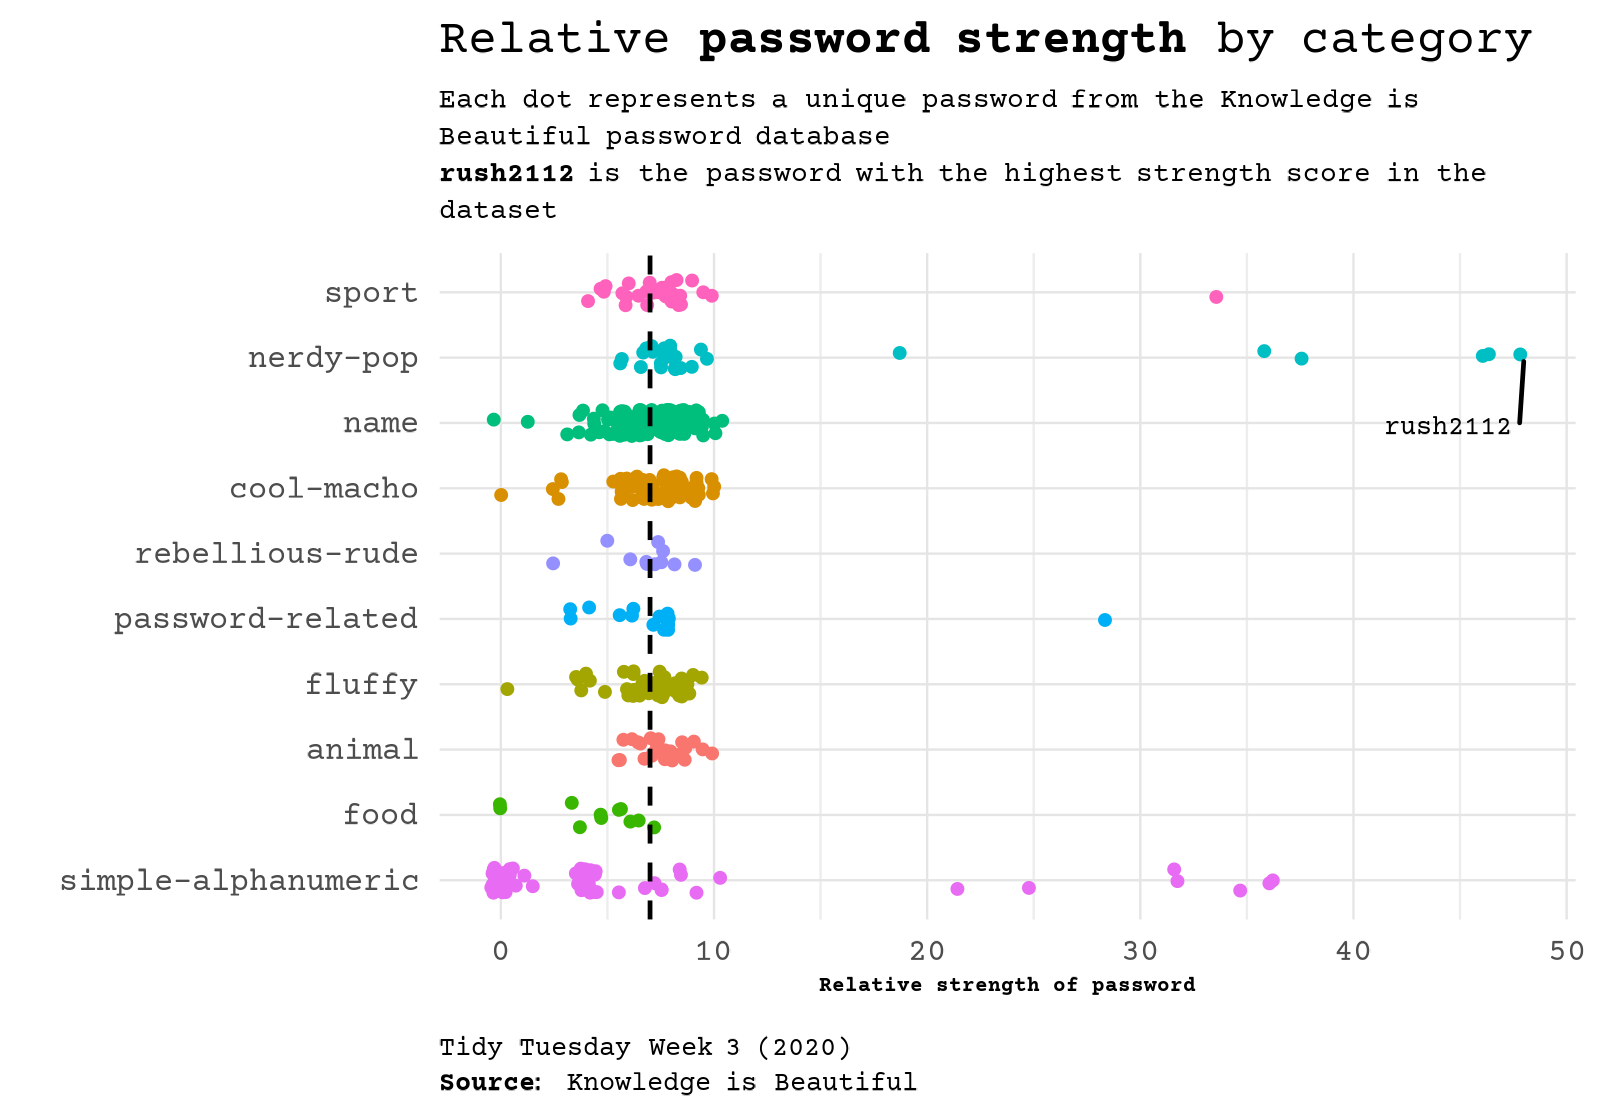 Relative password strength by category
Each dot represents a unique password from the Knowledge is
Beautiful password database
rush2112 is the password with the highest strength score in the
dataset
sport
nerdy-pop
name
rush2112
cool-macho
rebellious-rude
password-related
fluffy
animal
food
simple-alphanumeric
0 10 20 30 40 50
Relative strength of password
Tidy Tuesday Week 3 (2020)
Source: Knowledge is Beautiful